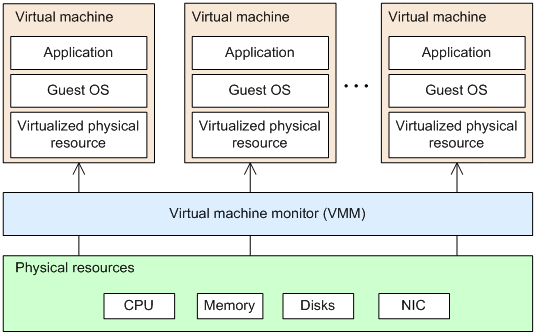 Virtual machine
Application
Guest OS
Virtualized physical
resource
Virtual machine
Application
Guest OS
Virtualized physical
resource
...
Virtual machine
Application
Guest OS
Virtualized physical
resource
Virtual machine monitor (VMM)
Physical resources
CPU
Memory
Disks
NIC